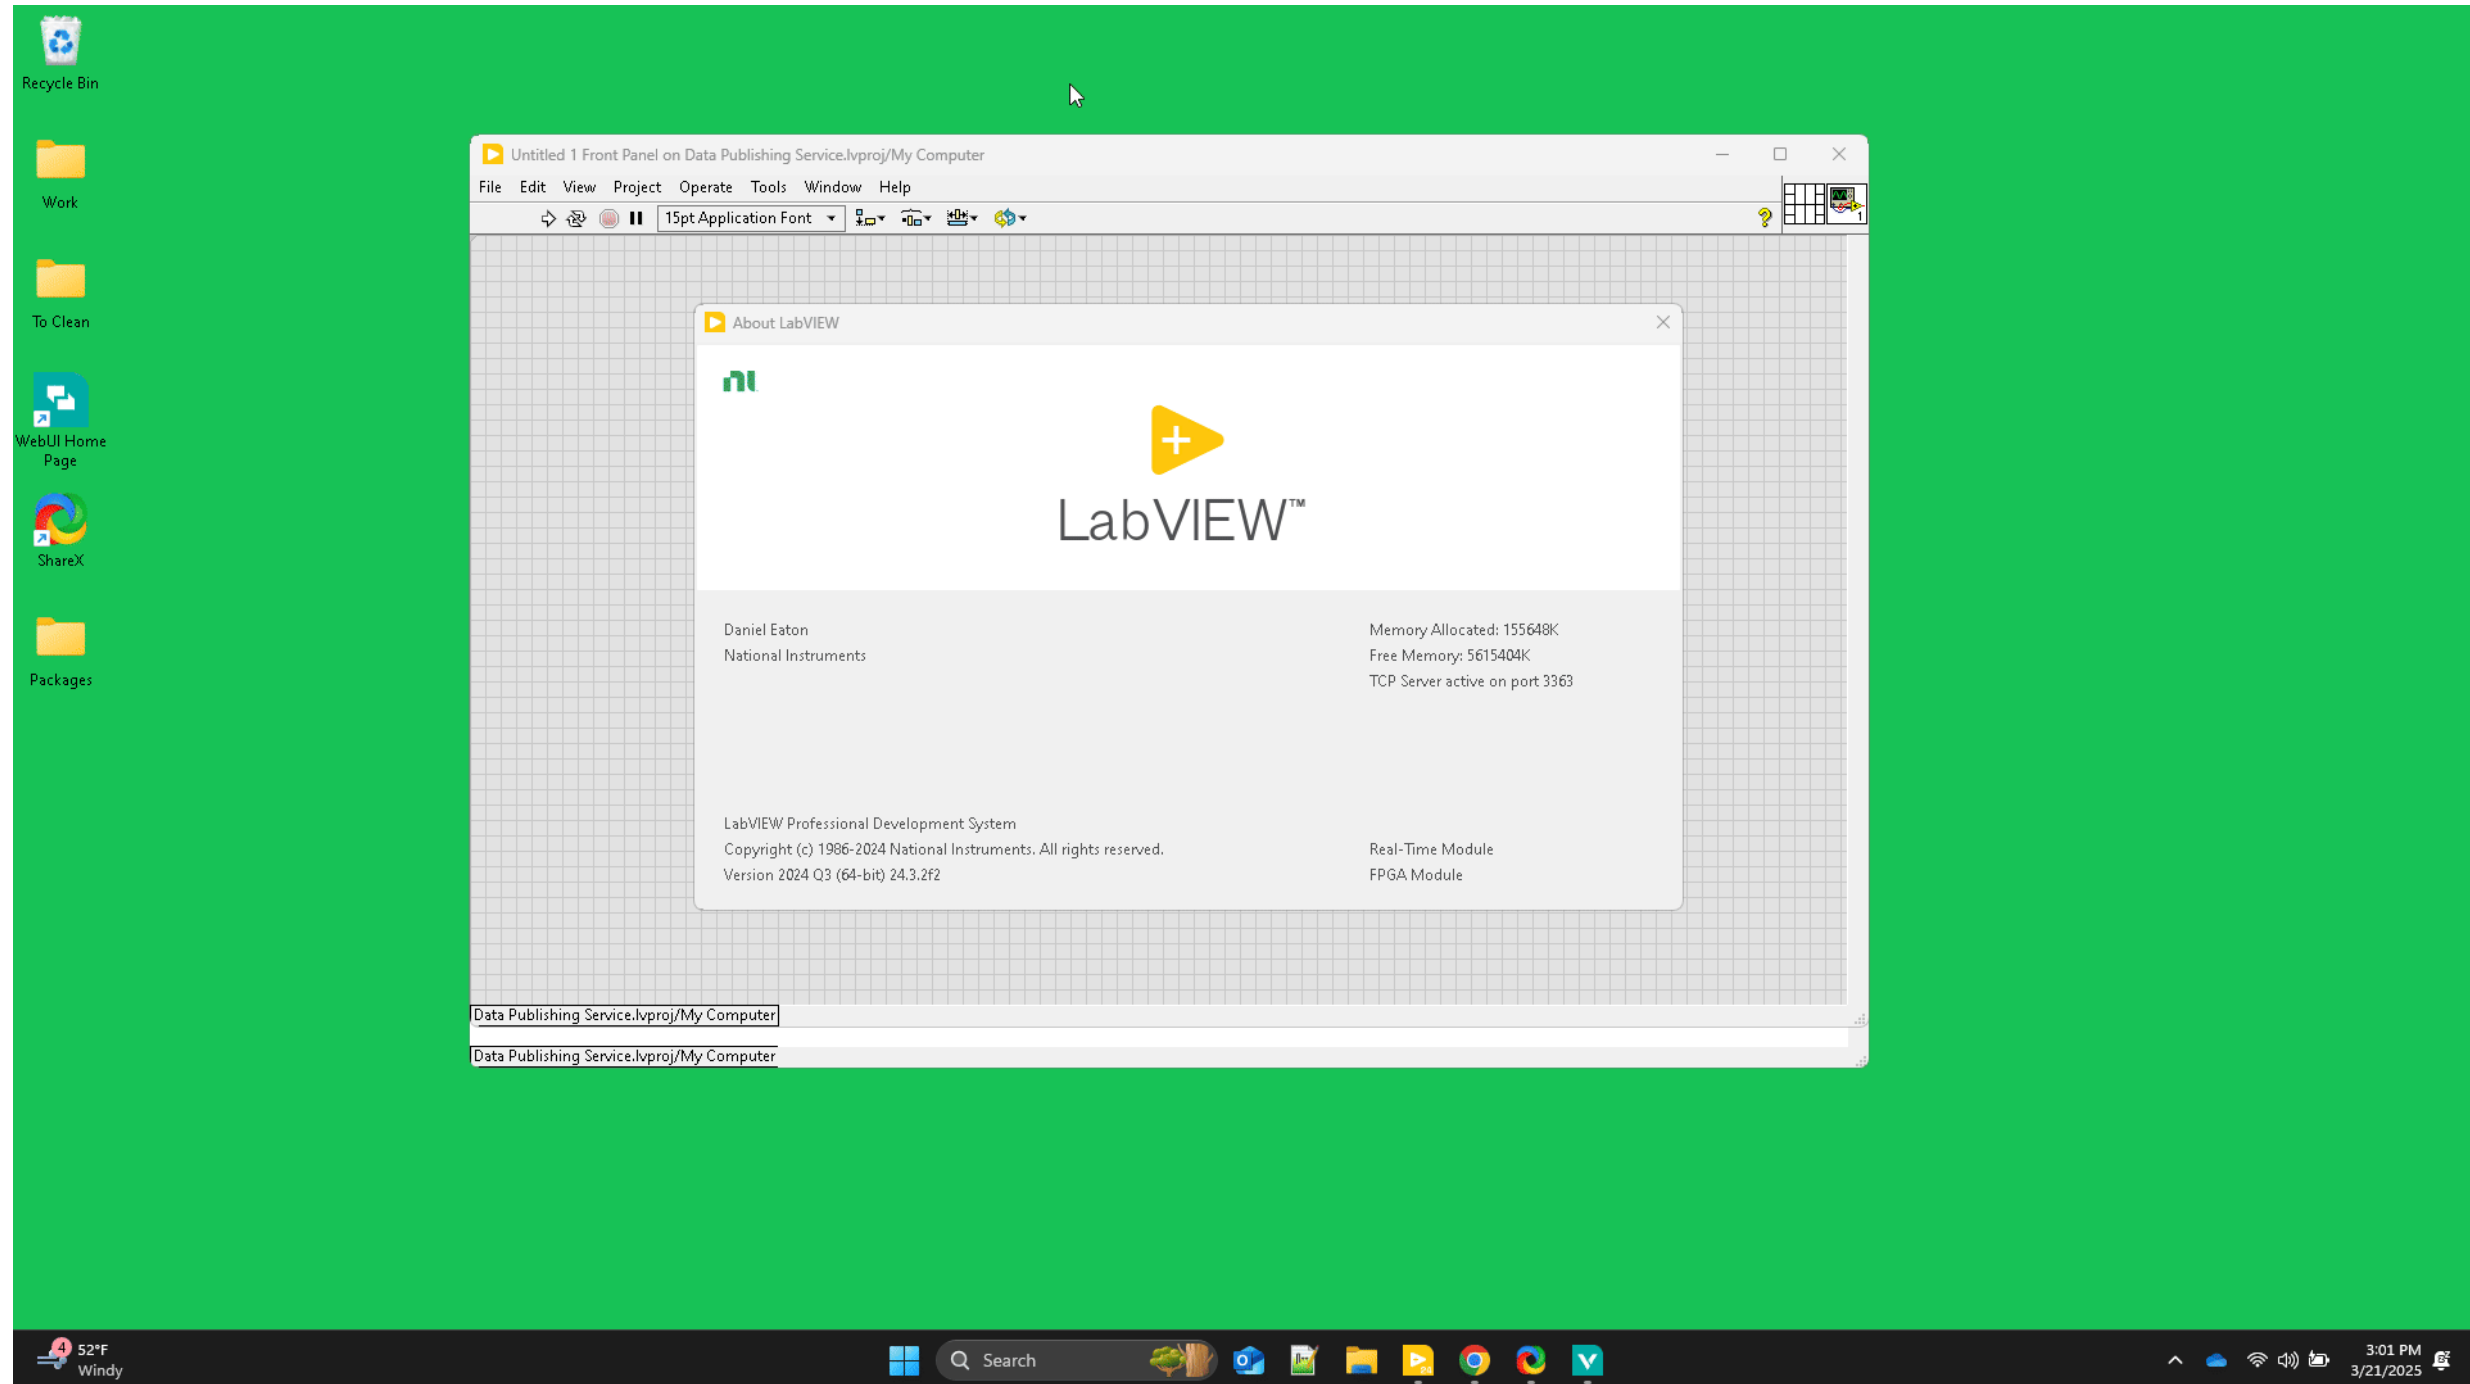 Recycle Bin
Work
To Clean
WebUI Home
Page
ShareX
Packages
Untitled 1 Front Panel on Data Publishing Service.lvproj/My Computer
File Edit View Project Operate Tools Window Help
15pt Application Font
1
About LabVIEW
ni
LabVIEW™
Daniel Eaton
National Instruments
Memory Allocated: 155648K
Free Memory: 5615404K
TCP Server active on port 3363
LabVIEW Professional Development System
Copyright (c) 1986-2024 National Instruments. All rights reserved.
Version 2024 Q3 (64-bit) 24.3.2f2
Real-Time Module
FPGA Module
Data Publishing Service.lvproj/My Computer
Data Publishing Service.lvproj/My Computer
4
52°F
Windy
Search
24
3:01 PM
3/21/2025